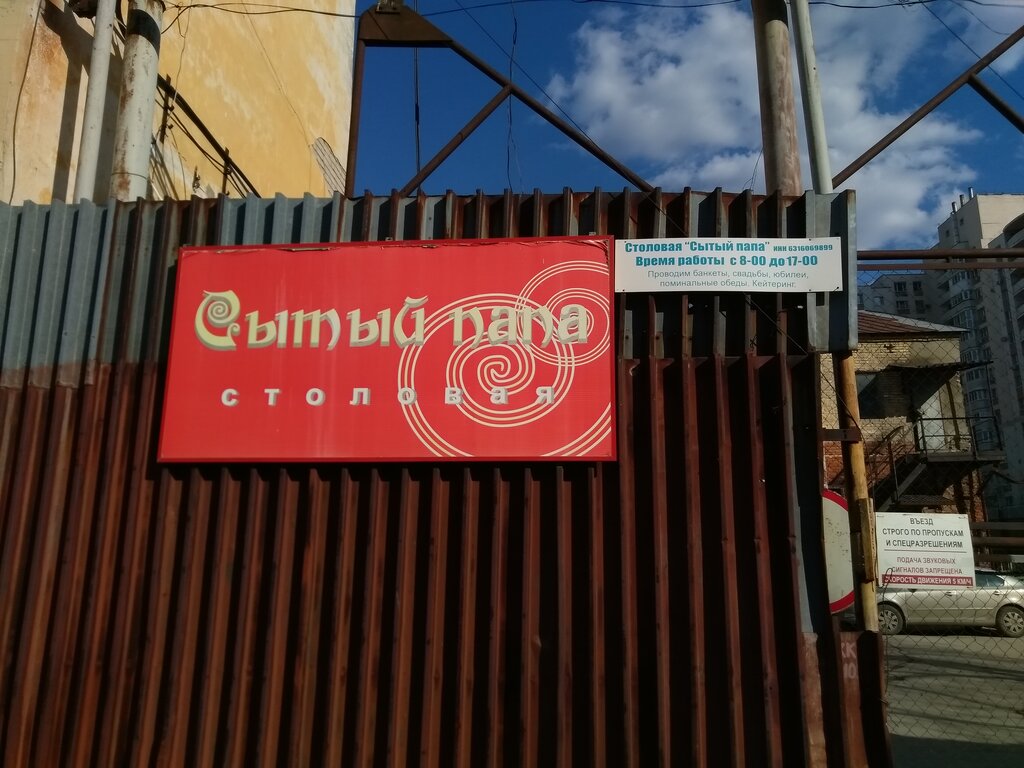 Сытый папа
столовая
Столовая "Сытый папа" ИНН 6316069899
Время работы с 8-00 до 17-00
Проводим банкеты, свадьбы, юбилеи,
поминальные обеды. Кейтеринг.
ВЪЕЗД
СТРОГО ПО ПРОПУСКАМ
И СПЕЦРАЗРЕШЕНИЯМ
ПОДАЧА ЗВУКОВЫХ
СИГНАЛОВ ЗАПРЕЩЕНА
СКОРОСТЬ ДВИЖЕНИЯ 5 КМ/Ч